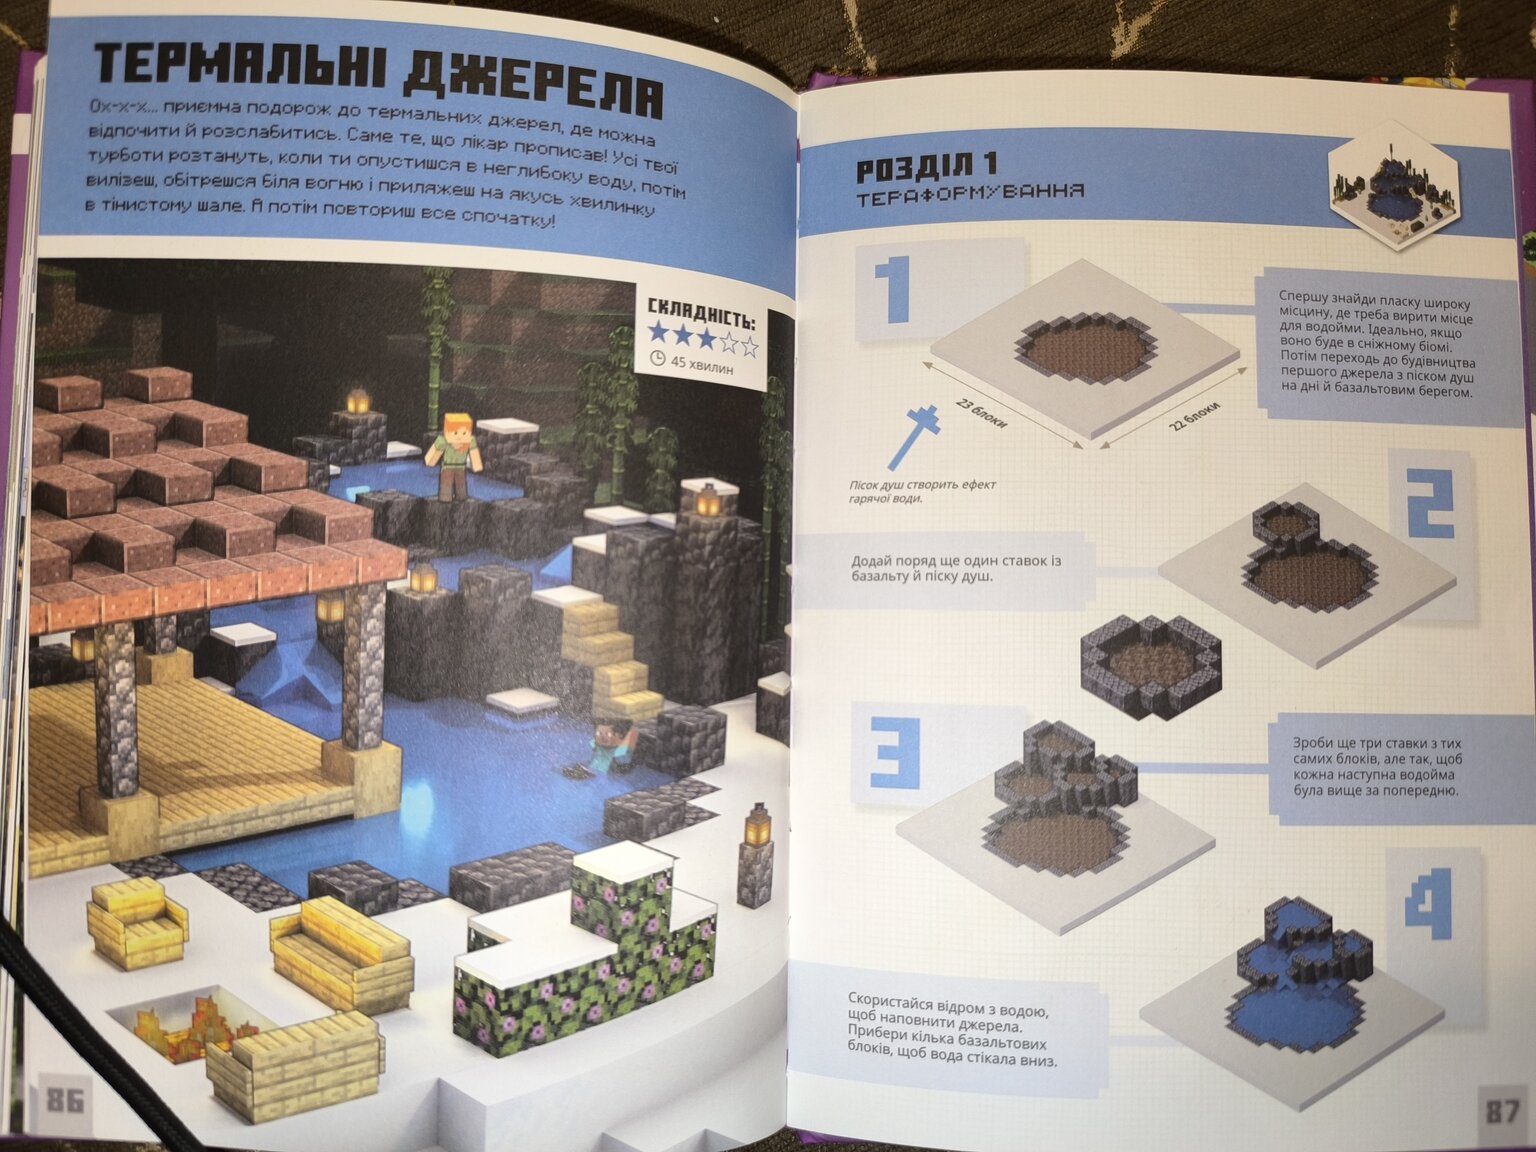 ТЕРМАЛЬНІ ДЖЕРЕЛА
Ох-х-х... приємна подорож до термальних джерел, де можна
відпочити й розслабитись. Саме те, що лікар прописав! Усі твої
турботи розтануть, коли ти опустишся в неглибоку воду, потім
вилізеш, обітрешся біля вогню і приляжеш на якусь хвилинку
в тінистому шале. А потім повториш все спочатку!
СКЛАДНІСТЬ:
45 хвилин
86
РОЗДІЛ 1
ТЕРАФОРМУВАННЯ
1
Спершу знайди пласку широку
місцину, де треба вирити місце
для водойми. Ідеально, якщо
воно буде в сніжному біомі.
Потім переходь до будівництва
першого джерела з піском душ
на дні й базальтовим берегом.
23 блоки
22 блоки
Пісок душ створить ефект
гарячої води.
2
Додай поряд ще один ставок із
базальту й піску душ.
3
Зроби ще три ставки з тих
самих блоків, але так, щоб
кожна наступна водойма
була вище за попередню.
4
Скористайся відром з водою,
щоб наповнити джерела.
Прибери кілька базальтових
блоків, щоб вода стікала вниз.
87